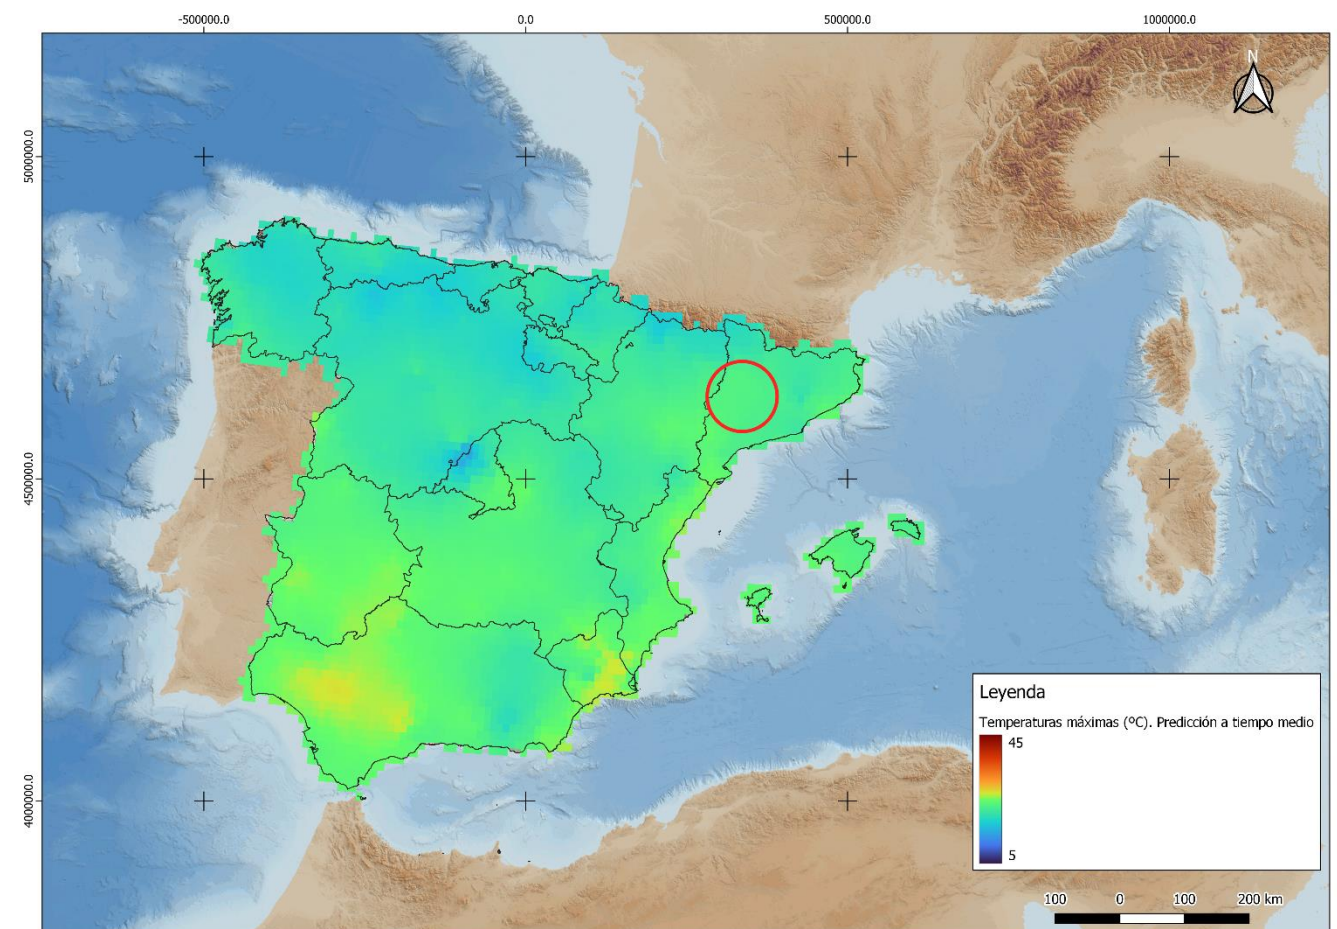 -500000.0 0.0 500000.0 1000000.0
N
5000000.0
4500000.0
4000000.0
Leyenda
Temperaturas máximas (ºC). Predicción a tiempo medio
45
5
100 0 100 200 km